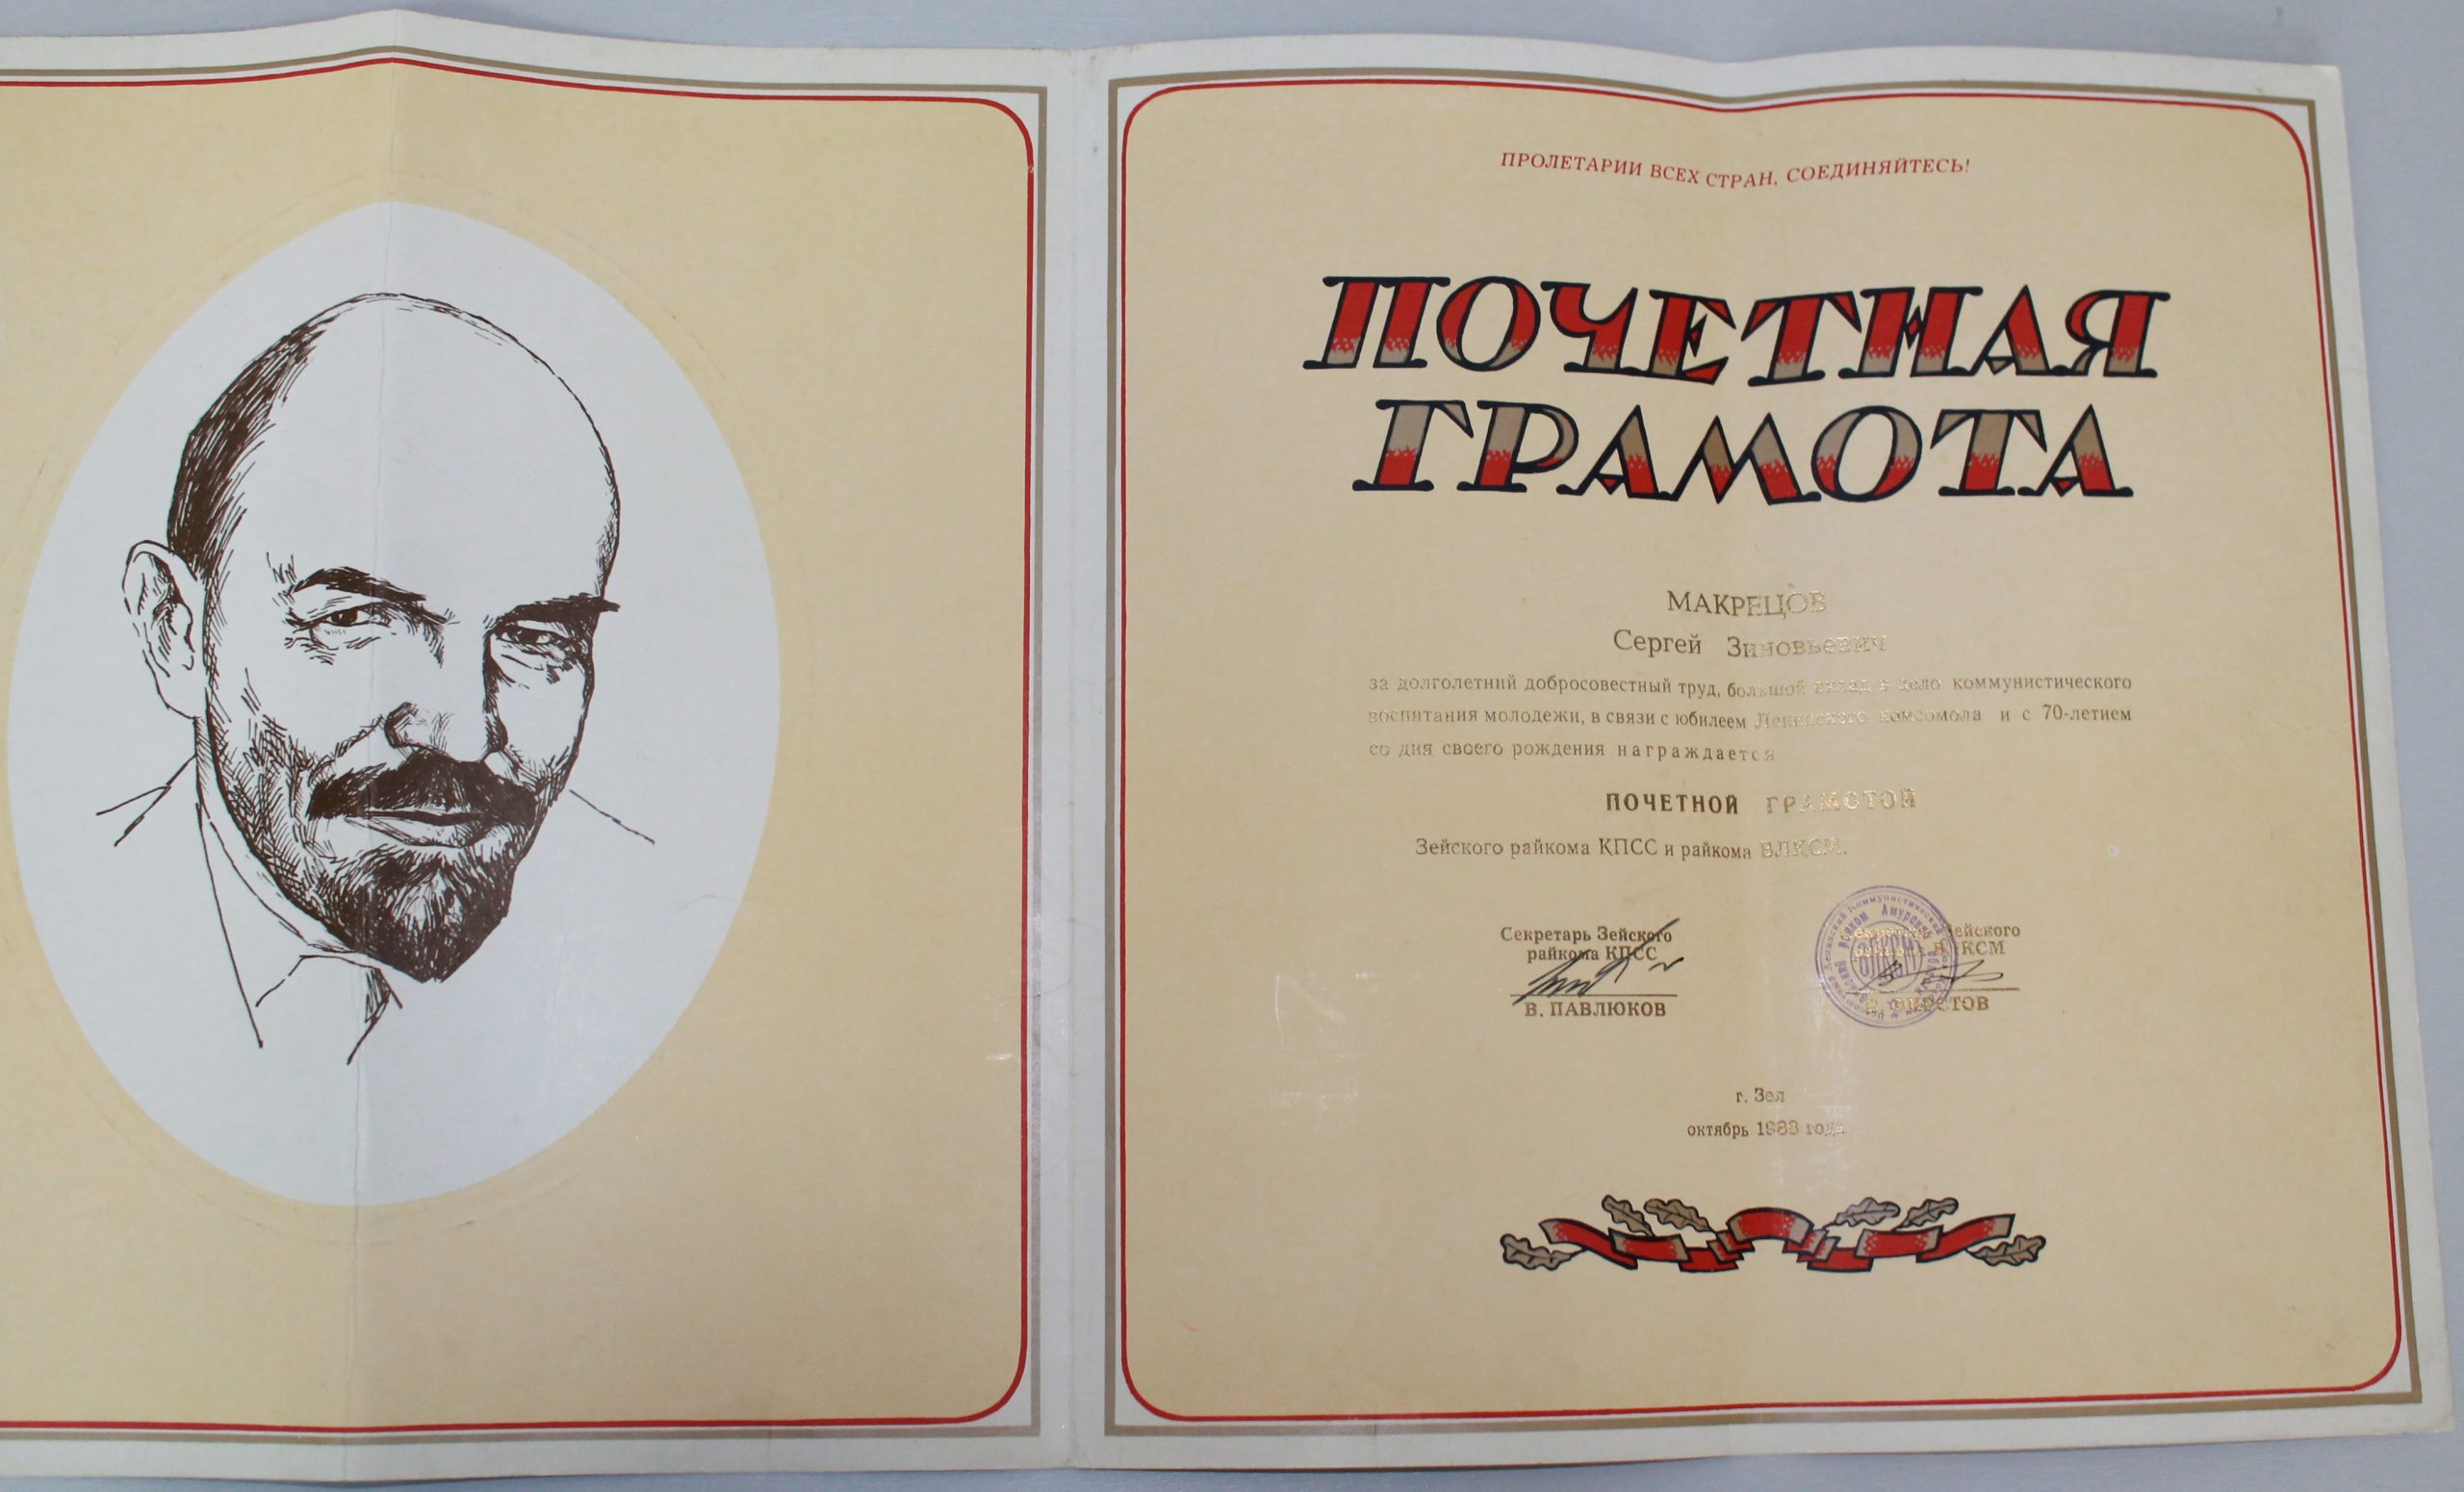 ПРОЛЕТАРИИ ВСЕХ СТРАН, СОЕДИНЯЙТЕСЬ!
ПОЧЕТНАЯ
ГРАМОТА
МАКРЕЦОВ
Сергей Зиновьевич
за долголетний добросовестный труд, большой вклад в дело коммунистического
воспитания молодежи, в связи с юбилеем Ленинского комсомола и с 70-летием
со дня своего рождения награждается
ПОЧЕТНОЙ ГРАМОТОЙ
Зейского райкома КПСС и райкома ВЛКСМ.
Секретарь Зейского
райкома КПСС
В. ПАВЛЮКОВ
Зейского
ВЛКСМ
г. Зея
октябрь 1988 года